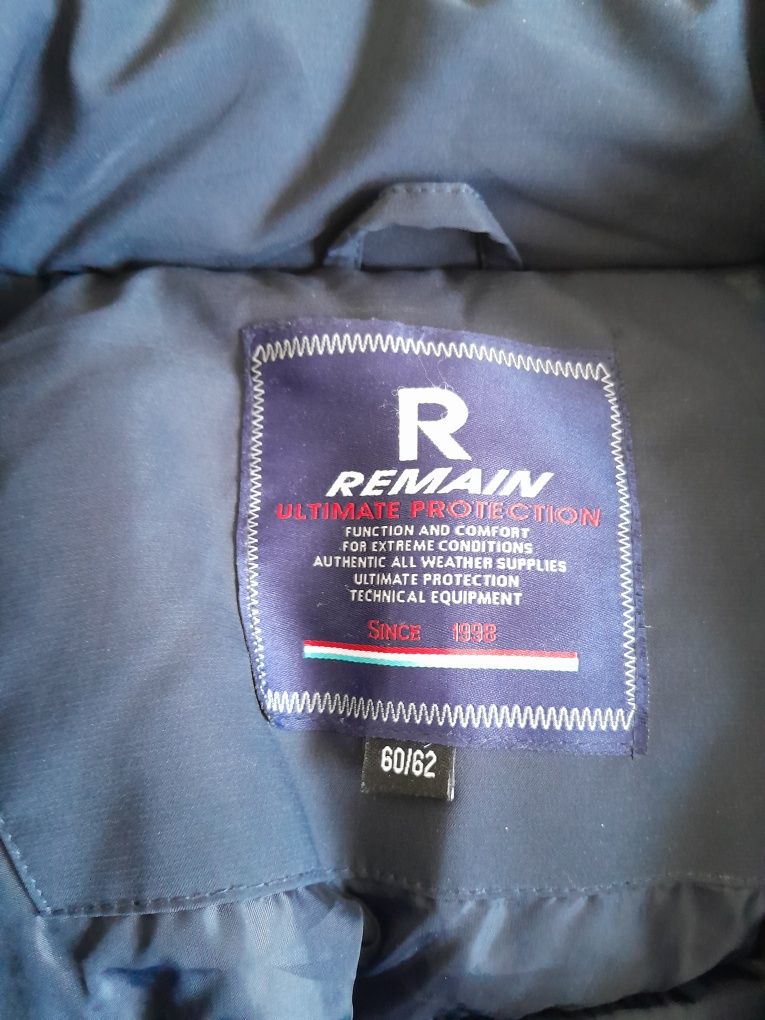 R
REMAIN
ULTIMATE PROTECTION
FUNCTION AND COMFORT
FOR EXTREME CONDITIONS
AUTHENTIC ALL WEATHER SUPPLIES
ULTIMATE PROTECTION
TECHNICAL EQUIPMENT
SINCE 1998
60/62